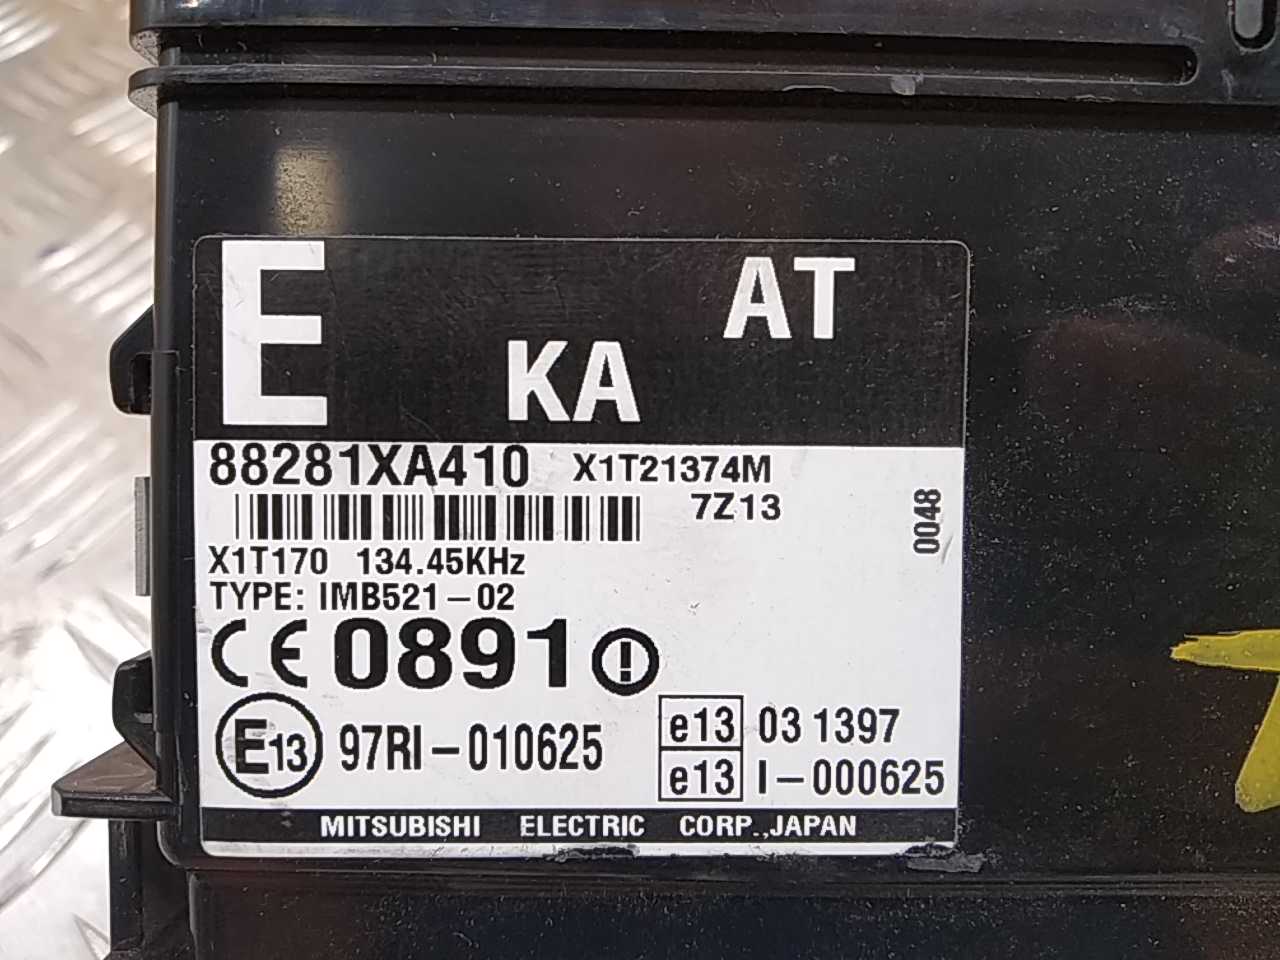 E
AT
KA
88281XA410 X1T21374M
7Z13
0048
X1T170 134.45KHz
TYPE: IMB521-02
CE 0891
E13 97RI-010625
e13 03 1397
e13 I-000625
MITSUBISHI ELECTRIC CORP.,JAPAN